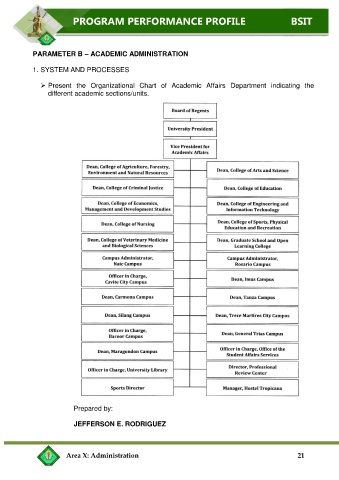 PROGRAM PERFORMANCE PROFILE BSIT
PARAMETER B – ACADEMIC ADMINISTRATION
1. SYSTEM AND PROCESSES
➢ Present the Organizational Chart of Academic Affairs Department indicating the
different academic sections/units.
Board of Regents
University President
Vice President for
Academic Affairs
Dean, College of Agriculture, Forestry,
Environment and Natural Resources
Dean, College of Arts and Science
Dean, College of Criminal Justice
Dean, College of Education
Dean, College of Economics,
Management and Development Studies
Dean, College of Engineering and
Information Technology
Dean, College of Nursing
Dean, College of Sports, Physical
Education and Recreation
Dean, College of Veterinary Medicine
and Biological Sciences
Dean, Graduate School and Open
Learning College
Campus Administrator,
Naic Campus
Campus Administrator,
Rosario Campus
Officer in Charge,
Cavite City Campus
Dean, Imus Campus
Dean, Carmona Campus
Dean, Tanza Campus
Dean, Silang Campus
Dean, Trece Martires City Campus
Officer in Charge,
Bacoor Campus
Dean, General Trias Campus
Dean, Maragondon Campus
Officer in Charge, Office of the
Student Affairs Services
Officer in Charge, University Library
Director, Professional
Review Center
Sports Director
Manager, Hostel Tropicana
Prepared by:
JEFFERSON E. RODRIGUEZ
Area X: Administration 21